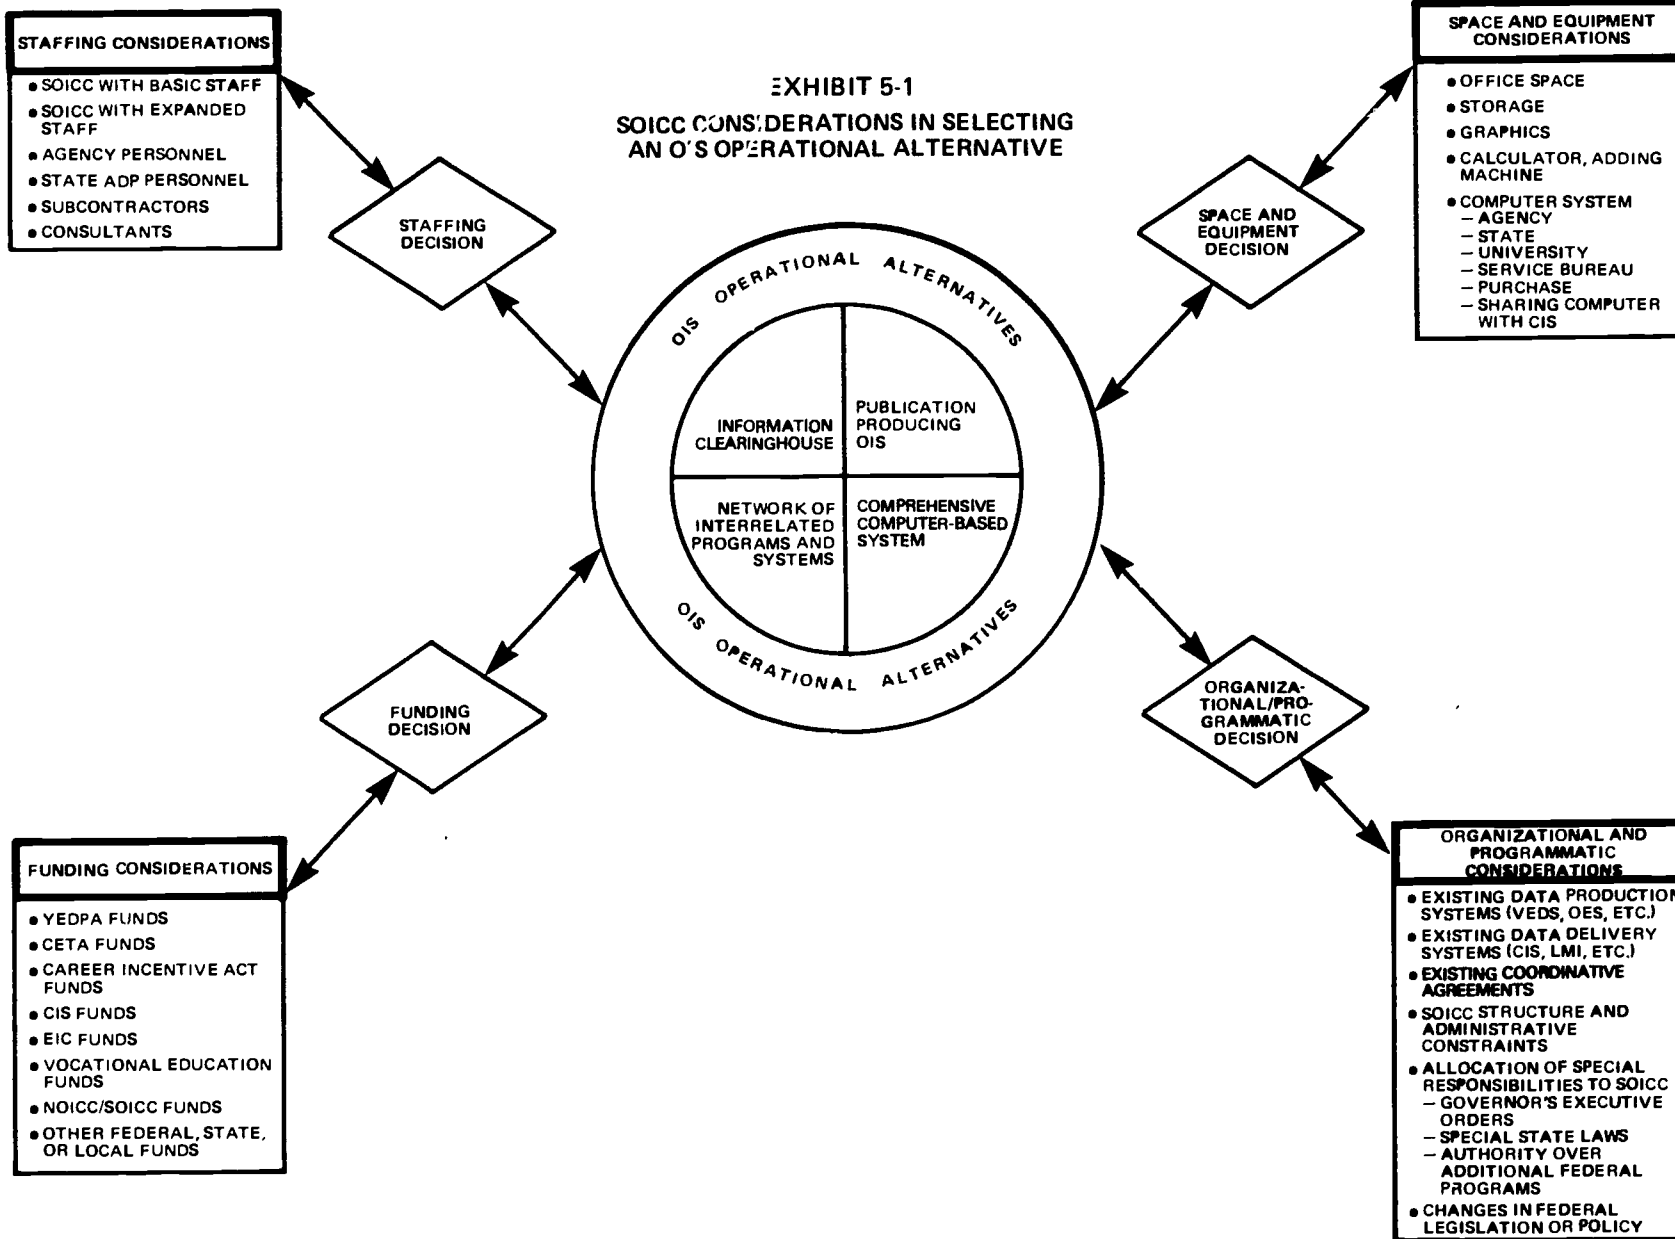 EXHIBIT 5-1
SOICC CONSIDERATIONS IN SELECTING
AN O'S OPERATIONAL ALTERNATIVE
STAFFING CONSIDERATIONS
• SOICC WITH BASIC STAFF
• SOICC WITH EXPANDED
STAFF
• AGENCY PERSONNEL
• STATE ADP PERSONNEL
• SUBCONTRACTORS
• CONSULTANTS
STAFFING
DECISION
SPACE AND EQUIPMENT
CONSIDERATIONS
• OFFICE SPACE
• STORAGE
• GRAPHICS
• CALCULATOR, ADDING
MACHINE
• COMPUTER SYSTEM
– AGENCY
– STATE
– UNIVERSITY
– SERVICE BUREAU
– PURCHASE
– SHARING COMPUTER
WITH CIS
SPACE AND
EQUIPMENT
DECISION
OIS OPERATIONAL ALTERNATIVES
INFORMATION
CLEARINGHOUSE
PUBLICATION
PRODUCING
OIS
NETWORK OF
INTERRELATED
PROGRAMS AND
SYSTEMS
COMPREHENSIVE
COMPUTER-BASED
SYSTEM
OIS OPERATIONAL ALTERNATIVES
FUNDING
DECISION
FUNDING CONSIDERATIONS
• YEDPA FUNDS
• CETA FUNDS
• CAREER INCENTIVE ACT
FUNDS
• CIS FUNDS
• EIC FUNDS
• VOCATIONAL EDUCATION
FUNDS
• NOICC/SOICC FUNDS
• OTHER FEDERAL, STATE,
OR LOCAL FUNDS
ORGANIZA-
TIONAL/PRO-
GRAMMATIC
DECISION
ORGANIZATIONAL AND
PROGRAMMATIC
CONSIDERATIONS
• EXISTING DATA PRODUCTION
SYSTEMS (VEDS, OES, ETC.)
• EXISTING DATA DELIVERY
SYSTEMS (CIS, LMI, ETC.)
• EXISTING COORDINATIVE
AGREEMENTS
• SOICC STRUCTURE AND
ADMINISTRATIVE
CONSTRAINTS
• ALLOCATION OF SPECIAL
RESPONSIBILITIES TO SOICC
– GOVERNOR'S EXECUTIVE
ORDERS
– SPECIAL STATE LAWS
– AUTHORITY OVER
ADDITIONAL FEDERAL
PROGRAMS
• CHANGES IN FEDERAL
LEGISLATION OR POLICY